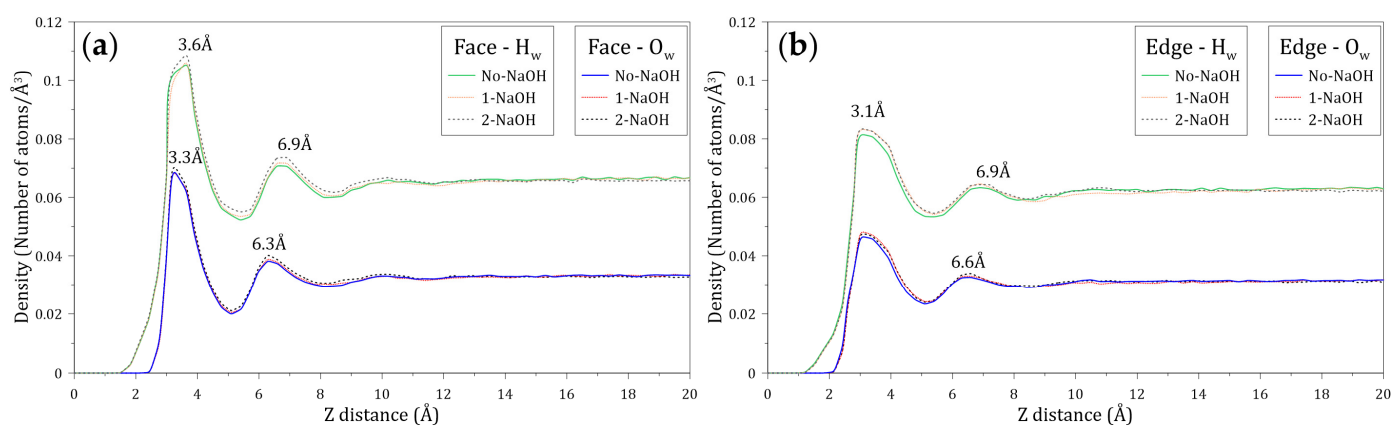 (a)
3.6Å
3.3Å
6.9Å
6.3Å
Face - Hw
No-NaOH
1-NaOH
2-NaOH
Face - Ow
No-NaOH
1-NaOH
2-NaOH
Density (Number of atoms/Å³)
0.12
0.1
0.08
0.06
0.04
0.02
0
0 2 4 6 8 10 12 14 16 18 20
Z distance (Å)
(b)
3.1Å
6.9Å
6.6Å
Edge - Hw
No-NaOH
1-NaOH
2-NaOH
Edge - Ow
No-NaOH
1-NaOH
2-NaOH
Density (Number of atoms/Å³)
0.12
0.1
0.08
0.06
0.04
0.02
0
0 2 4 6 8 10 12 14 16 18 20
Z distance (Å)